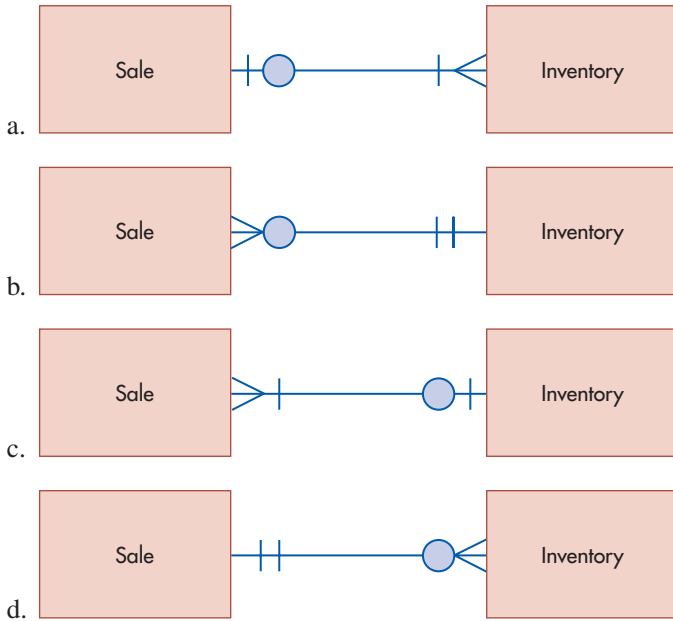 Sale Inventory
a.
Sale Inventory
b.
Sale Inventory
c.
Sale Inventory
d.